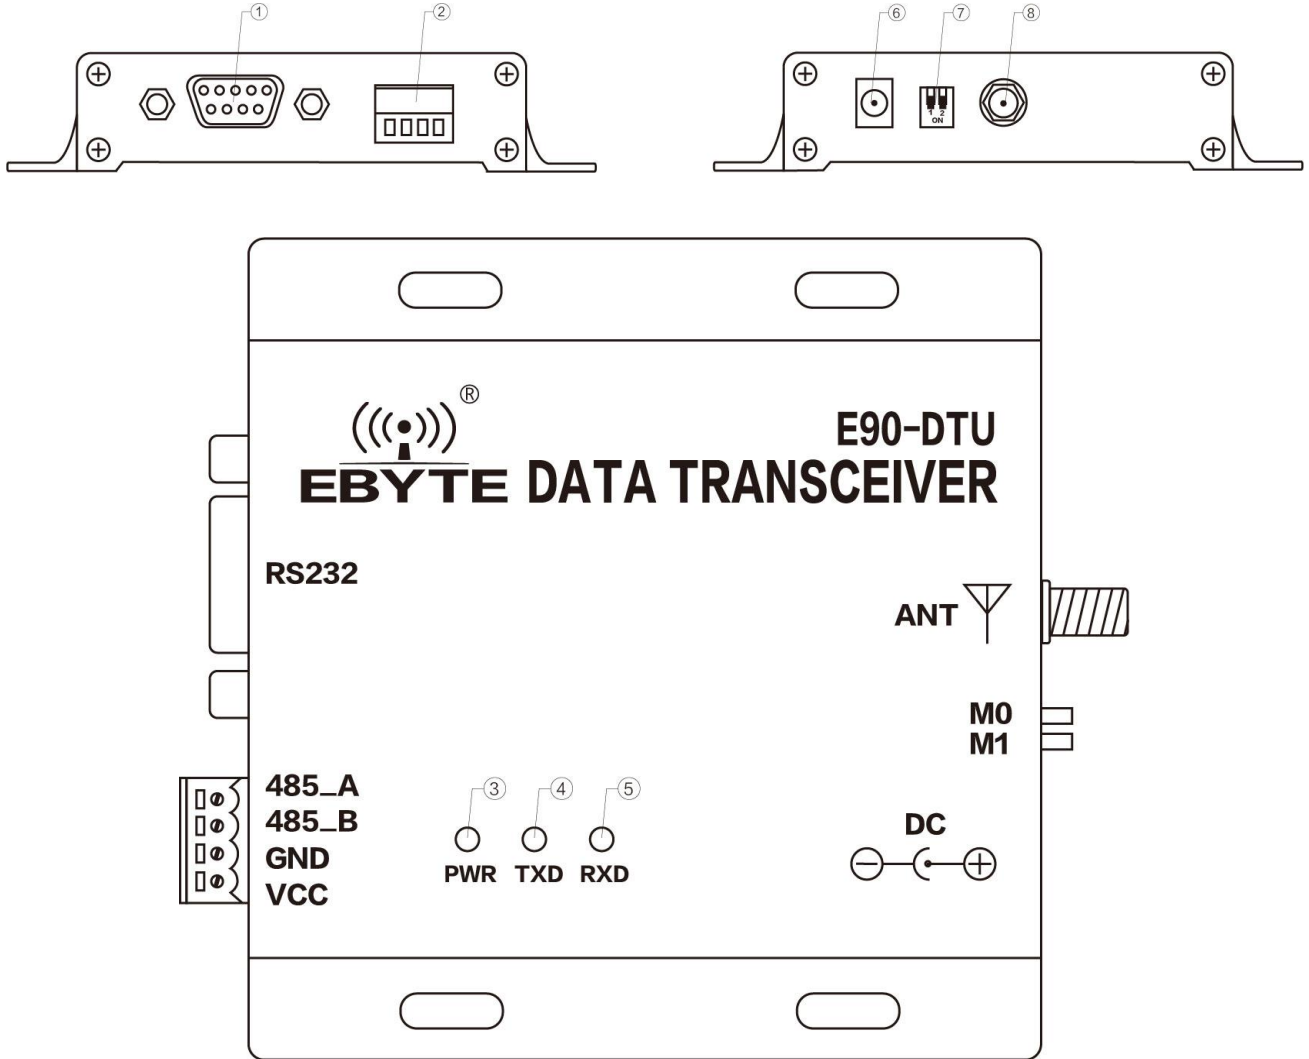 ① ② ⑥ ⑦ ⑧
1 2
ON
®
E90-DTU
EBYTE DATA TRANSCEIVER
RS232
ANT
M0
M1
485_A
485_B
GND
VCC
③ ④ ⑤
PWR TXD RXD
DC